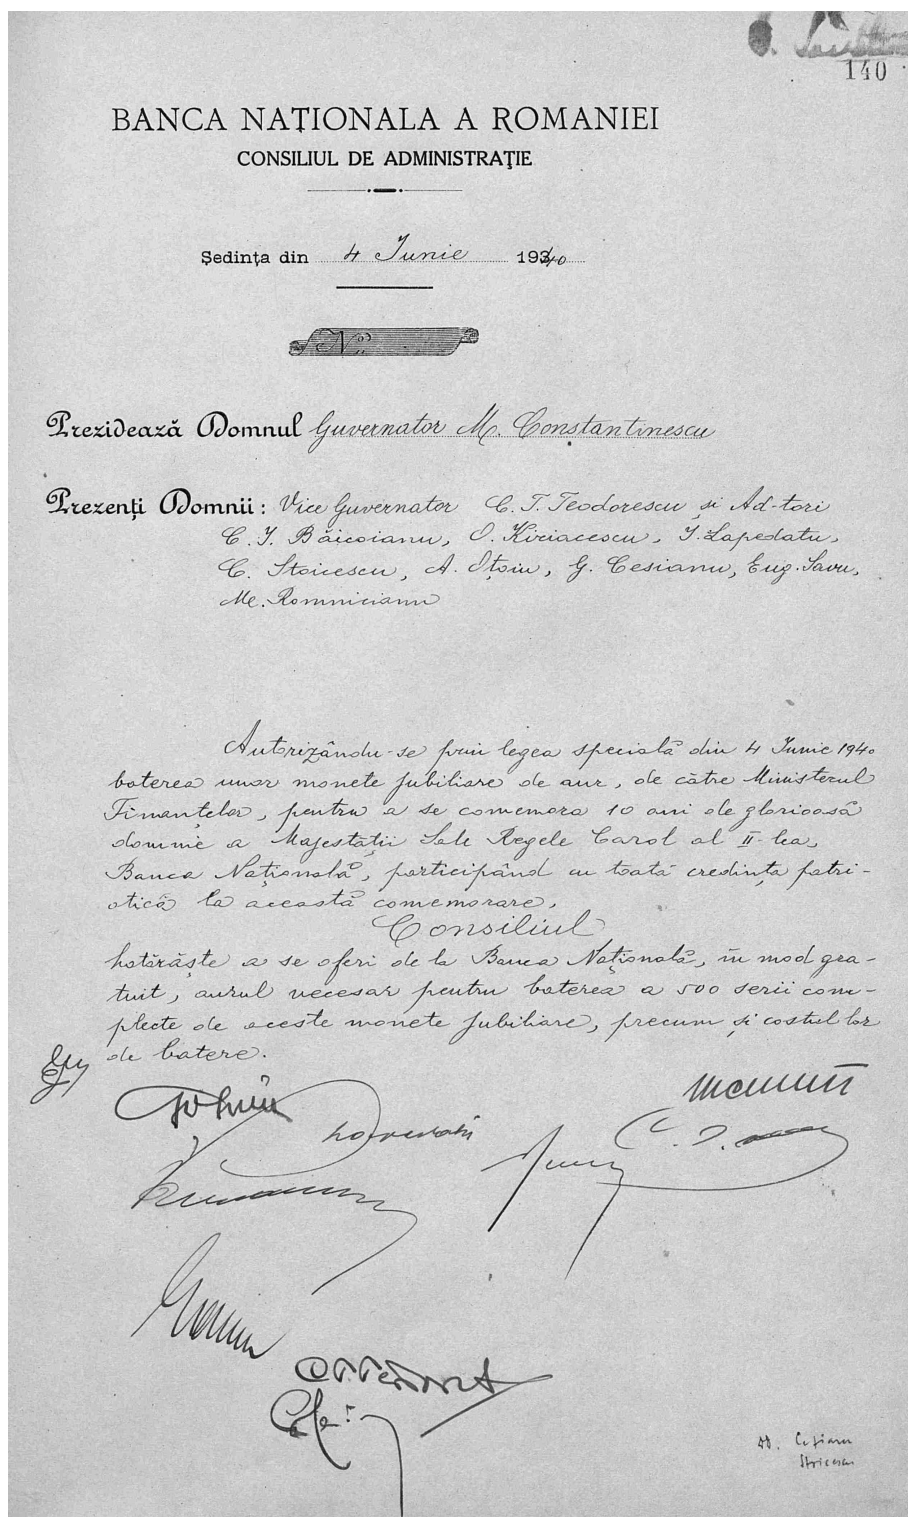 140
BANCA NAȚIONALA A ROMANIEI
CONSILIUL DE ADMINISTRAȚIE
Ședința din 4 Iunie 1940
No.
Prezidează Domnul Guvernator M. Constantinescu
Prezenți Domnii: Vice Guvernator C. T. Teodorescu și Ad-tori
C. I. Băicoianu, O. Kiriacescu, I. Lapedatu,
C. Stoicescu, A. Oțoiu, G. Cesianu, Eug. Savu,
M. Romniceanu
Autorizându-se prin legea specială din 4 Iunie 1940
baterea unor monete jubiliare de aur, de către Ministerul
Finanțelor, pentru a se comemora 10 ani de glorioasă
domnie a Majestății Sale Regele Carol al II-lea,
Banca Națională, participând cu toată credința patri-
otică la această comemorare,
Consiliul
hotărăște a se oferi de la Banca Națională, în mod gra-
tuit, aurul necesar pentru baterea a 500 serii com-
plecte de aceste monete jubiliare, precum și costul lor
de batere.